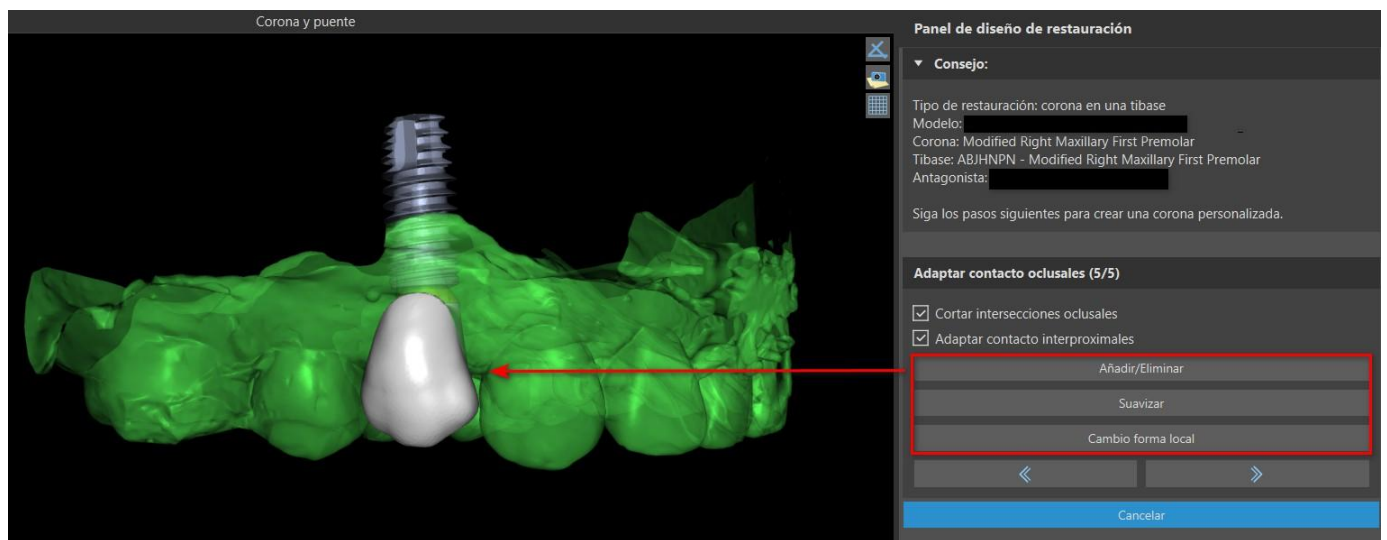 Corona y puente
Panel de diseño de restauración
Consejo:
Tipo de restauración: corona en una tibase
Modelo:
Corona: Modified Right Maxillary First Premolar
Tibase: ABJHNPN - Modified Right Maxillary First Premolar
Antagonista:
Siga los pasos siguientes para crear una corona personalizada.
Adaptar contacto oclusales (5/5)
Cortar intersecciones oclusales
Adaptar contacto interproximales
Añadir/Eliminar
Suavizar
Cambio forma local
Cancelar